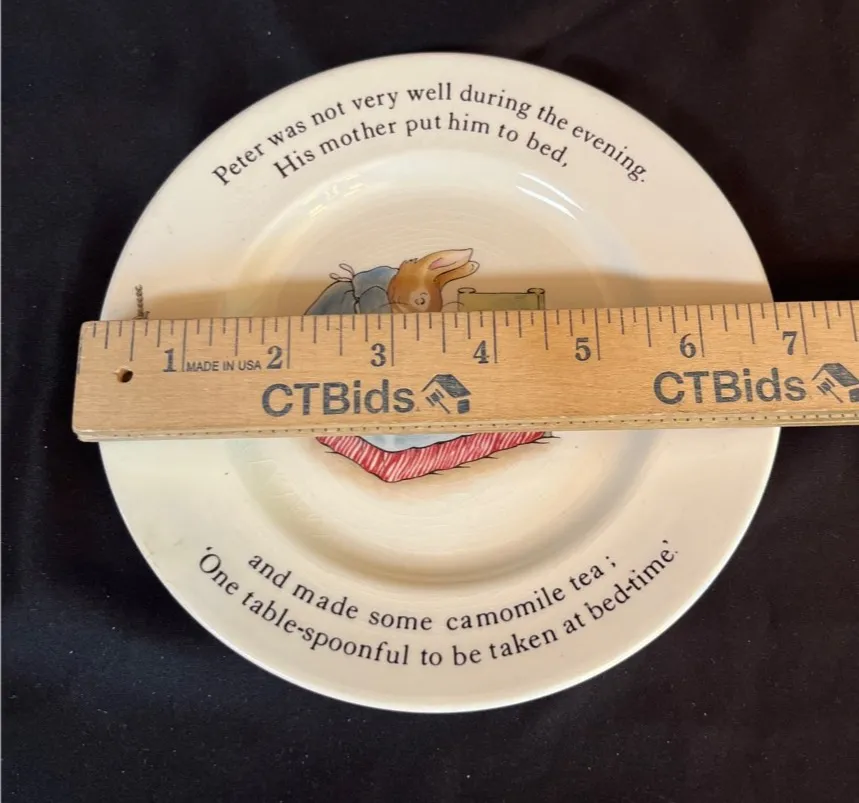 Peter was not very well during the evening.
His mother put him to bed,
1 MADE IN USA 2 3 4 5 6 7
CTBids. CTBids
and made some camomile tea;
'One table-spoonful to be taken at bed-time.'